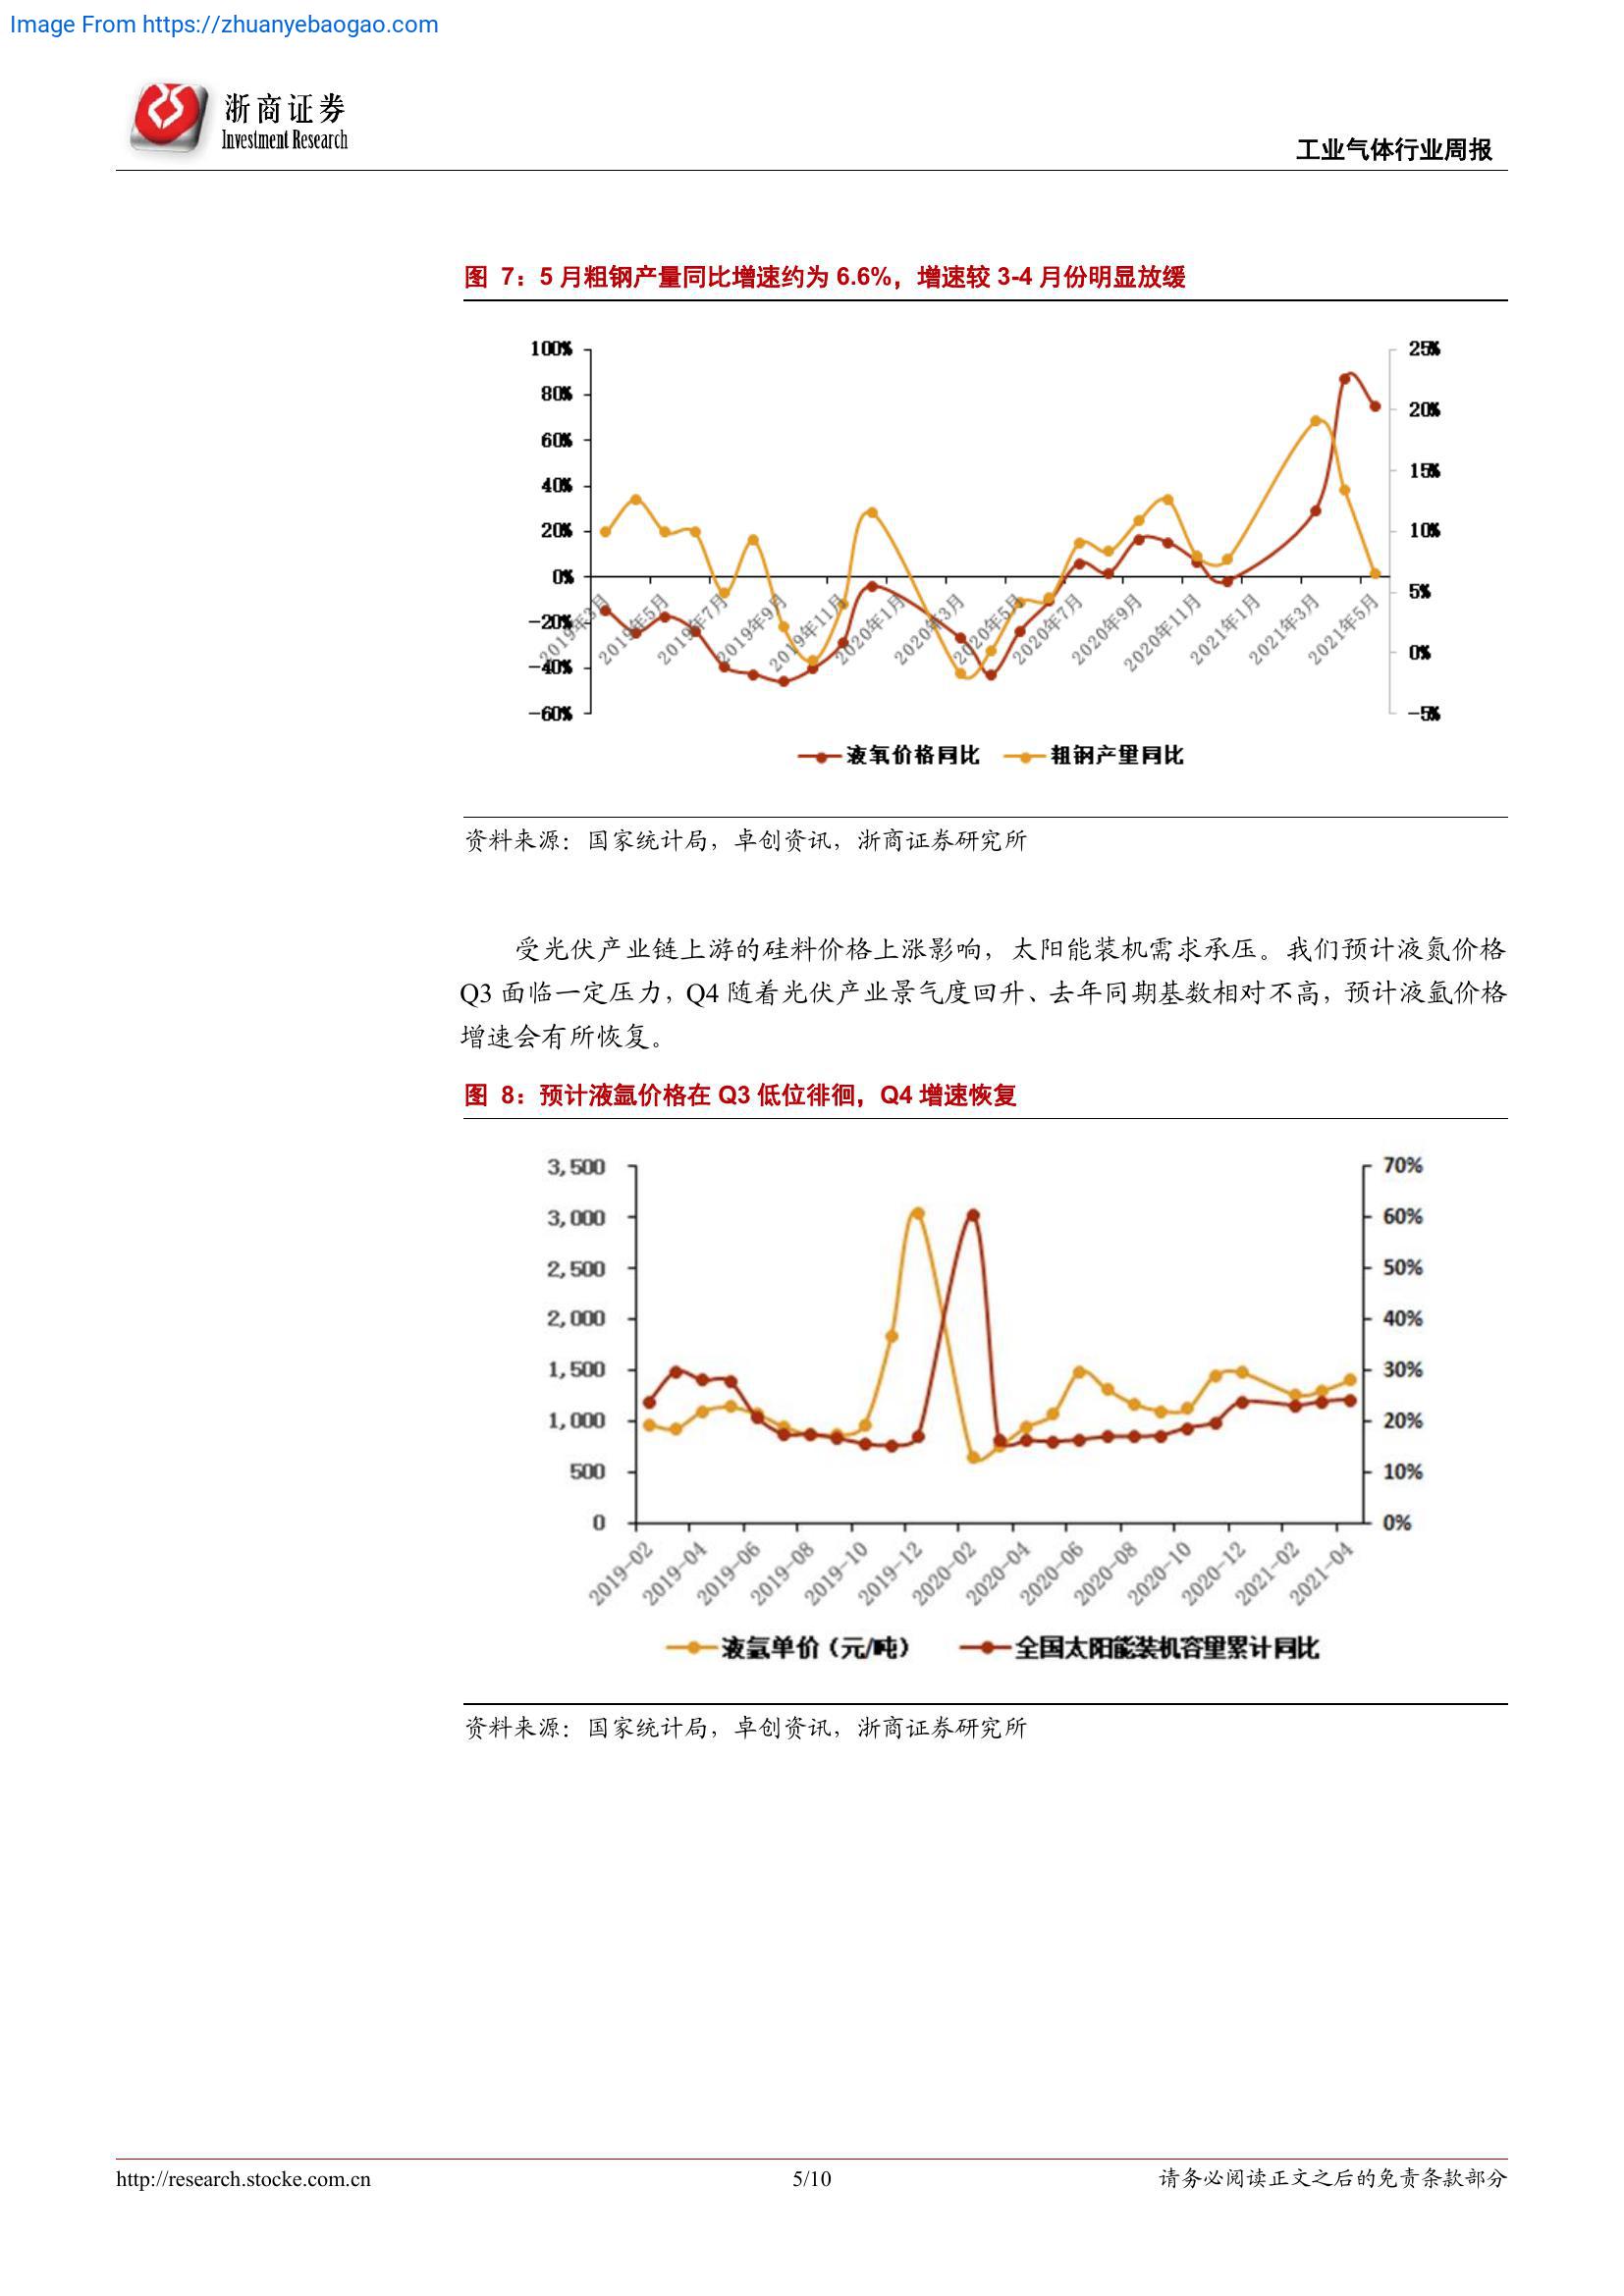 Image From https://zhuanyebaogao.com
浙商证券
Investment Research
工业气体行业周报
图 7：5 月粗钢产量同比增速约为 6.6%，增速较 3-4 月份明显放缓
100%
80%
60%
40%
20%
0%
-20%
-40%
-60%
25%
20%
15%
10%
5%
0%
-5%
2019年3月
2019年5月
2019年7月
2019年9月
2019年11月
2020年1月
2020年3月
2020年5月
2020年7月
2020年9月
2020年11月
2021年1月
2021年3月
2021年5月
液氧价格同比 粗钢产量同比
资料来源：国家统计局，卓创资讯，浙商证券研究所
受光伏产业链上游的硅料价格上涨影响，太阳能装机需求承压。我们预计液氮价格
Q3 面临一定压力，Q4 随着光伏产业景气度回升、去年同期基数相对不高，预计液氩价格
增速会有所恢复。
图 8：预计液氩价格在 Q3 低位徘徊，Q4 增速恢复
3,500
3,000
2,500
2,000
1,500
1,000
500
0
70%
60%
50%
40%
30%
20%
10%
0%
2019-02
2019-04
2019-06
2019-08
2019-10
2019-12
2020-02
2020-04
2020-06
2020-08
2020-10
2020-12
2021-02
2021-04
液氩单价（元/吨） 全国太阳能装机容量累计同比
资料来源：国家统计局，卓创资讯，浙商证券研究所
http://research.stocke.com.cn 5/10 请务必阅读正文之后的免责条款部分